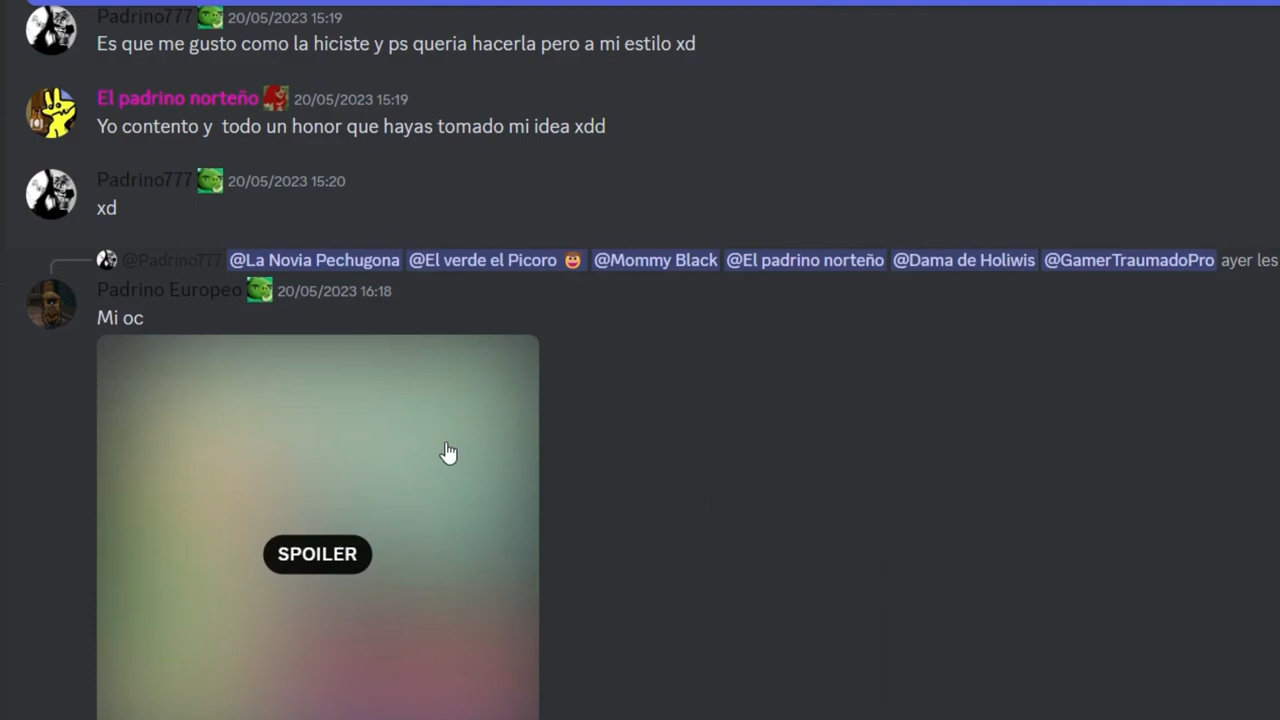 Padrino777 20/05/2023 15:19
Es que me gusto como la hiciste y ps queria hacerla pero a mi estilo xd
El padrino norteño 20/05/2023 15:19
Yo contento y  todo un honor que hayas tomado mi idea xdd
Padrino777 20/05/2023 15:20
xd
@Padrino777 @La Novia Pechugona @El verde el Picoro @Mommy Black @El padrino norteño @Dama de Holiwis @GamerTraumadoPro ayer les
Padrino Europeo 20/05/2023 16:18
Mi oc
SPOILER